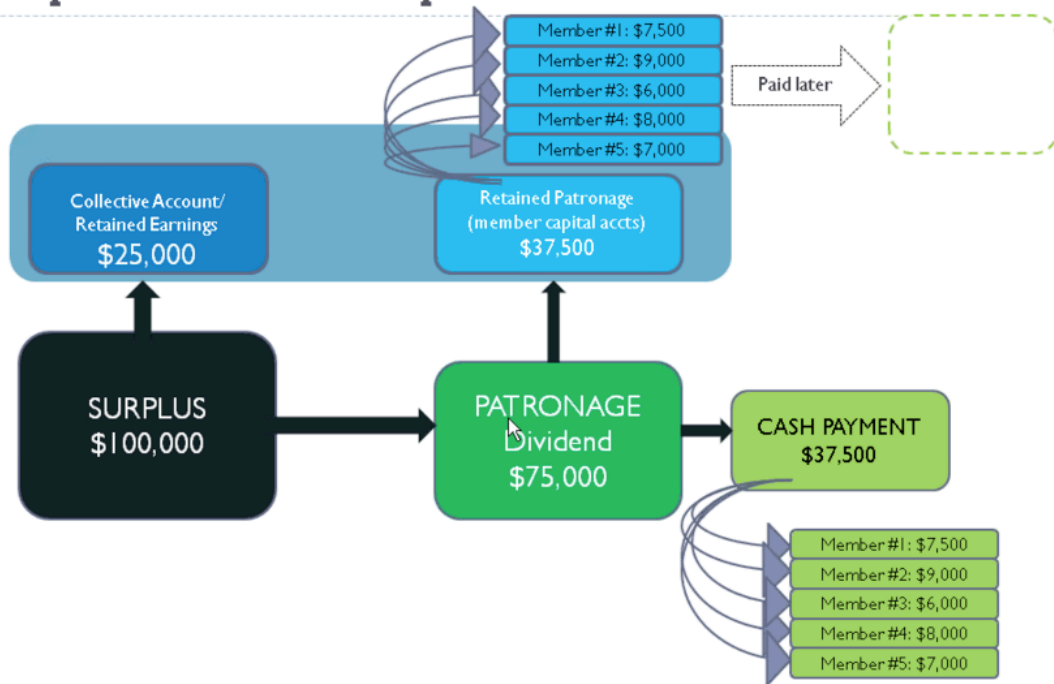 Member #1: $7,500
Member #2: $9,000
Member #3: $6,000
Member #4: $8,000
Member #5: $7,000
Paid later
Collective Account/
Retained Earnings
$25,000
Retained Patronage
(member capital accts)
$37,500
SURPLUS
$100,000
PATRONAGE
Dividend
$75,000
CASH PAYMENT
$37,500
Member #1: $7,500
Member #2: $9,000
Member #3: $6,000
Member #4: $8,000
Member #5: $7,000